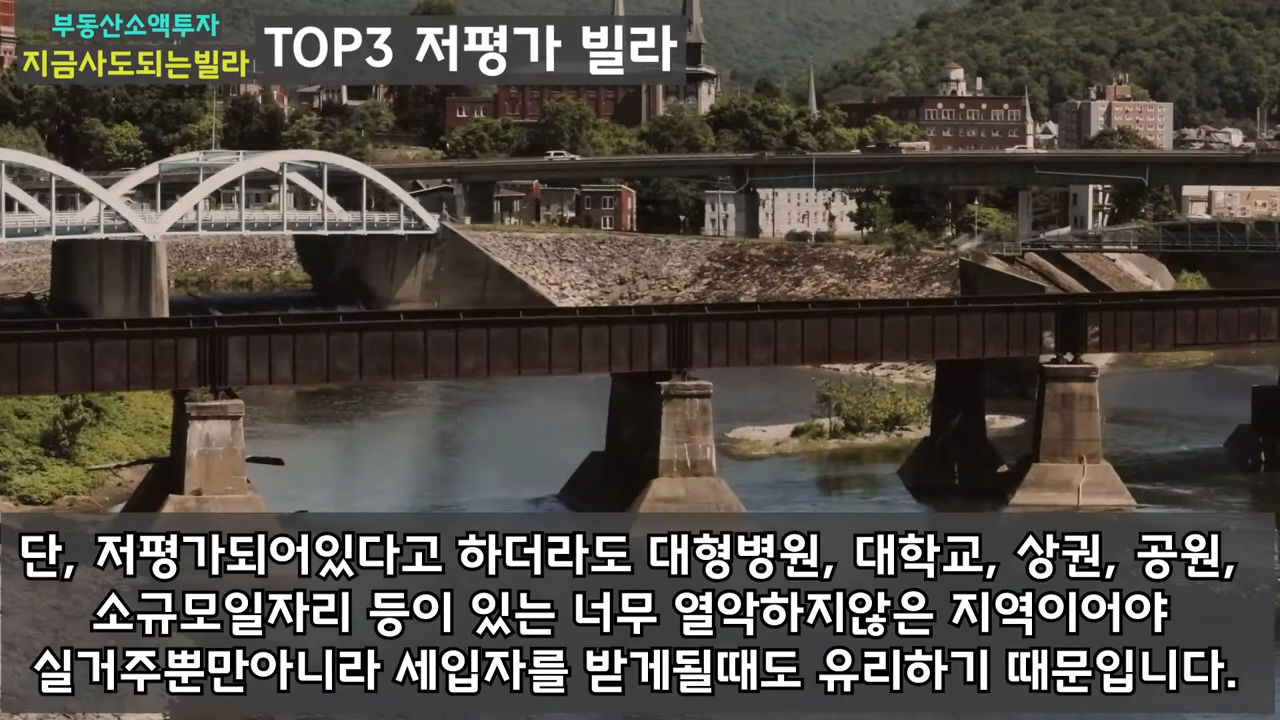 부동산소액투자
지금사도되는빌라
TOP3 저평가 빌라
단, 저평가되어있다고 하더라도 대형병원, 대학교, 상권, 공원,
소규모일자리 등이 있는 너무 열악하지않은 지역이어야
실거주뿐만아니라 세입자를 받게될때도 유리하기 때문입니다.